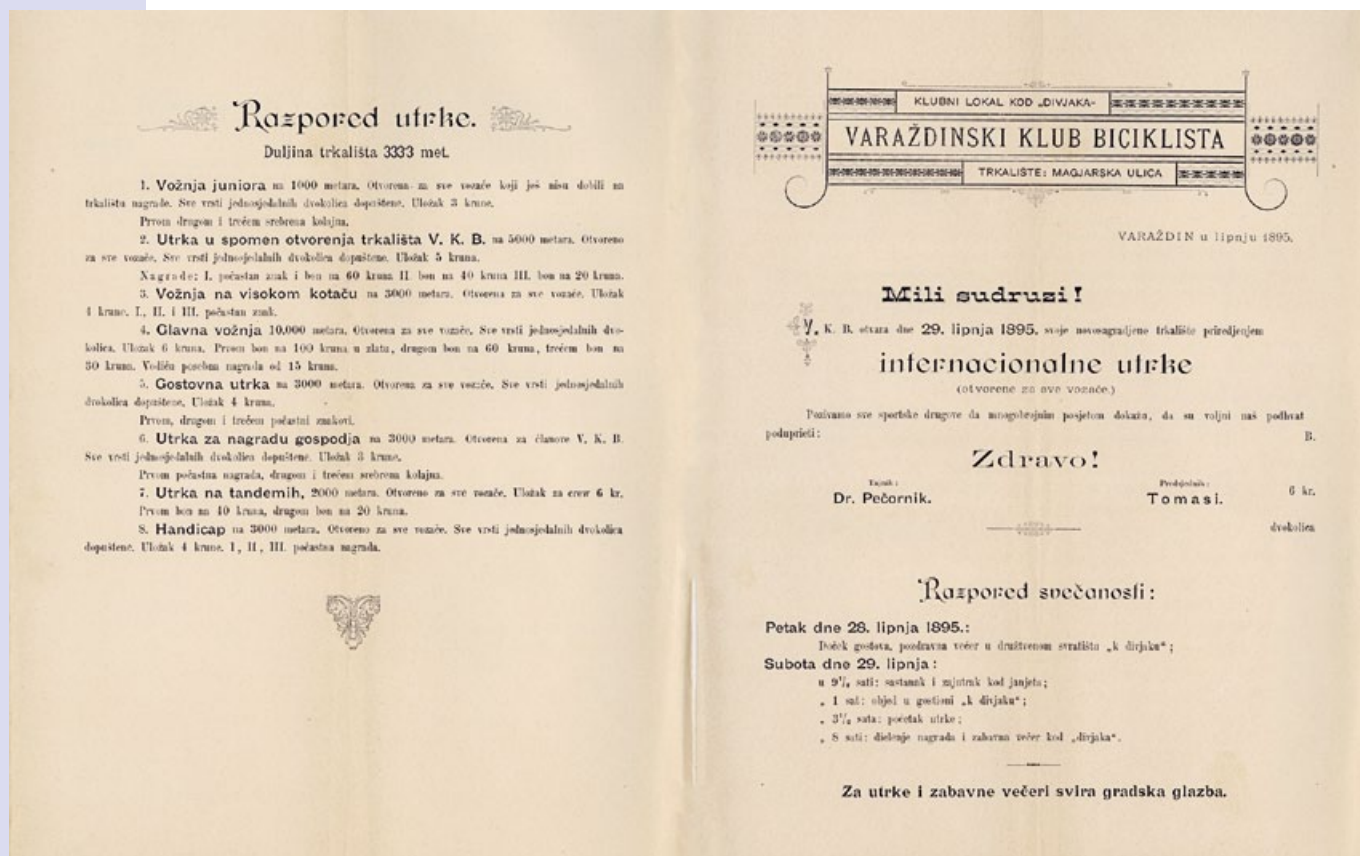 Razpored utrke.
Duljina trkališta 3333 met.
1. Vožnja juniora na 1000 metara. Otvorena za sve vozače koji još nisu dobili na
trkalištu nagrade. Sve vrsti jednosjedalnih dvokolica dopuštene. Uložak 3 krune.
Prvom drugom i trećem srebrena kolajna.
2. Utrka u spomen otvorenja trkališta V. K. B. na 5000 metara. Otvoreno
za sve vozače. Sve vrsti jednosjedalnih dvokolica dopuštene. Uložak 5 kruna.
Nagrade: I. počastan znak i bon na 60 kruna II. bon na 40 kruna III. bon na 20 kruna.
3. Vožnja na visokom kotaču na 3000 metara. Otvorena za sve vozače. Uložak
4 krune. I., II. i III. počastan znak.
4. Glavna vožnja 10,000 metara. Otvorena za sve vozače. Sve vrsti jednosjedalnih dvo-
kolica. Uložak 6 kruna. Prvom bon na 100 kruna u zlatu, drugom bon na 60 kruna, trećem bon na
30 kruna. Vodiču posebna nagrada od 15 kruna.
5. Gostovna utrka na 3000 metara. Otvorena za sve vozače. Sve vrsti jednosjedalnih
dvokolica dopuštene. Uložak 4 krune.
Prvom, drugom i trećem počastni znakovi.
6. Utrka za nagradu gospodja na 3000 metara. Otvorena za članove V. K. B.
Sve vrsti jednosjedalnih dvokolica dopuštene. Uložak 3 krune.
Prvom počastna nagrada, drugom i trećem srebrena kolajna.
7. Utrka na tandemih, 2000 metara. Otvoreno za sve vozače. Uložak za crew 6 kr.
Prvom bon na 40 kruna, drugom bon na 20 kruna.
8. Handicap na 3000 metara. Otvoreno za sve vozače. Sve vrsti jednosjedalnih dvokolica
dopuštene. Uložak 4 krune. I, II, III. počastna nagrada.
KLUBNI LOKAL KOD „DIVJAKA"
VARAŽDINSKI KLUB BICIKLISTA
TRKALIŠTE: MAGJARSKA ULICA
VARAŽDIN u lipnju 1895.
Mili sudruzi!
V. K. B. otvara dne 29. lipnja 1895. svoje novosagradjene trkalište priredjenjem
internacionalne utrke
(otvorene za sve vozače.)
Pozivamo sve sportske drugove da mnogobrojnim posjetom dokažu, da su voljni naš podhvat
poduprieti:
B.
Zdravo!
Tajnik: Predsjednik:
Dr. Pečornik. Tomasi.
6 kr.
dvokolica
Razpored svečanosti:
Petak dne 28. lipnja 1895.:
Doček gostova, pozdravna večer u družtvenom svratištu „k divjaku";
Subota dne 29. lipnja:
u 9½ sati: sastanak i zajutrak kod janjeta;
„ 1 sat: objed u gostioni „k divjaku";
„ 3½ sata: početak utrke;
„ 8 sati: dielenje nagrada i zabavna večer kod „divjaka".
Za utrke i zabavne večeri svira gradska glazba.